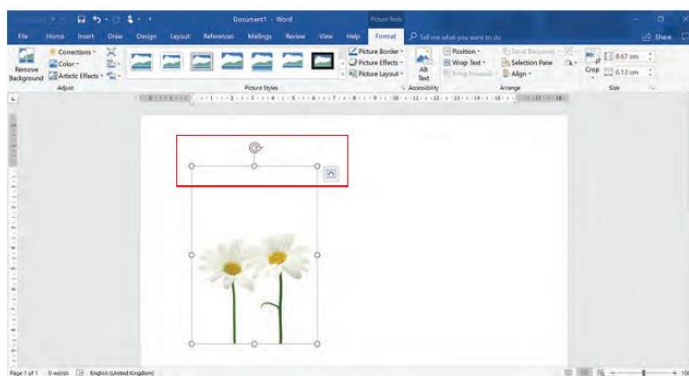 Document1 - Word
Picture Tools
File Home Insert Draw Design Layout References Mailings Review View Help Format Tell me what you want to do Share
Corrections
Color
Artistic Effects
Remove Background
Picture Border
Picture Effects
Picture Layout
Alt Text
Position
Wrap Text
Bring Forward
Send Backward
Selection Pane
Align
Crop
8.67 cm
6.13 cm
Adjust Picture Styles Accessibility Arrange Size
Page 1 of 1 0 words English (United Kingdom)